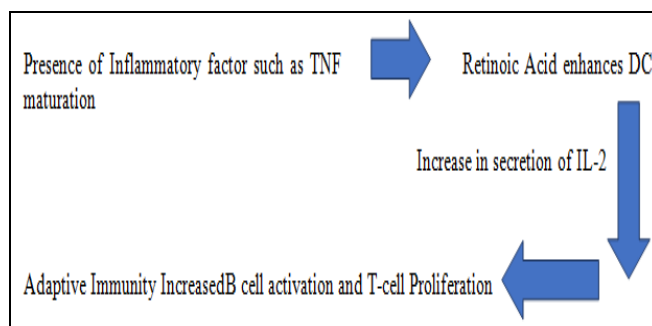 Presence of Inflammatory factor such as TNF Retinoic Acid enhances DC
maturation
Increase in secretion of IL-2
Adaptive Immunity IncreasedB cell activation and T-cell Proliferation